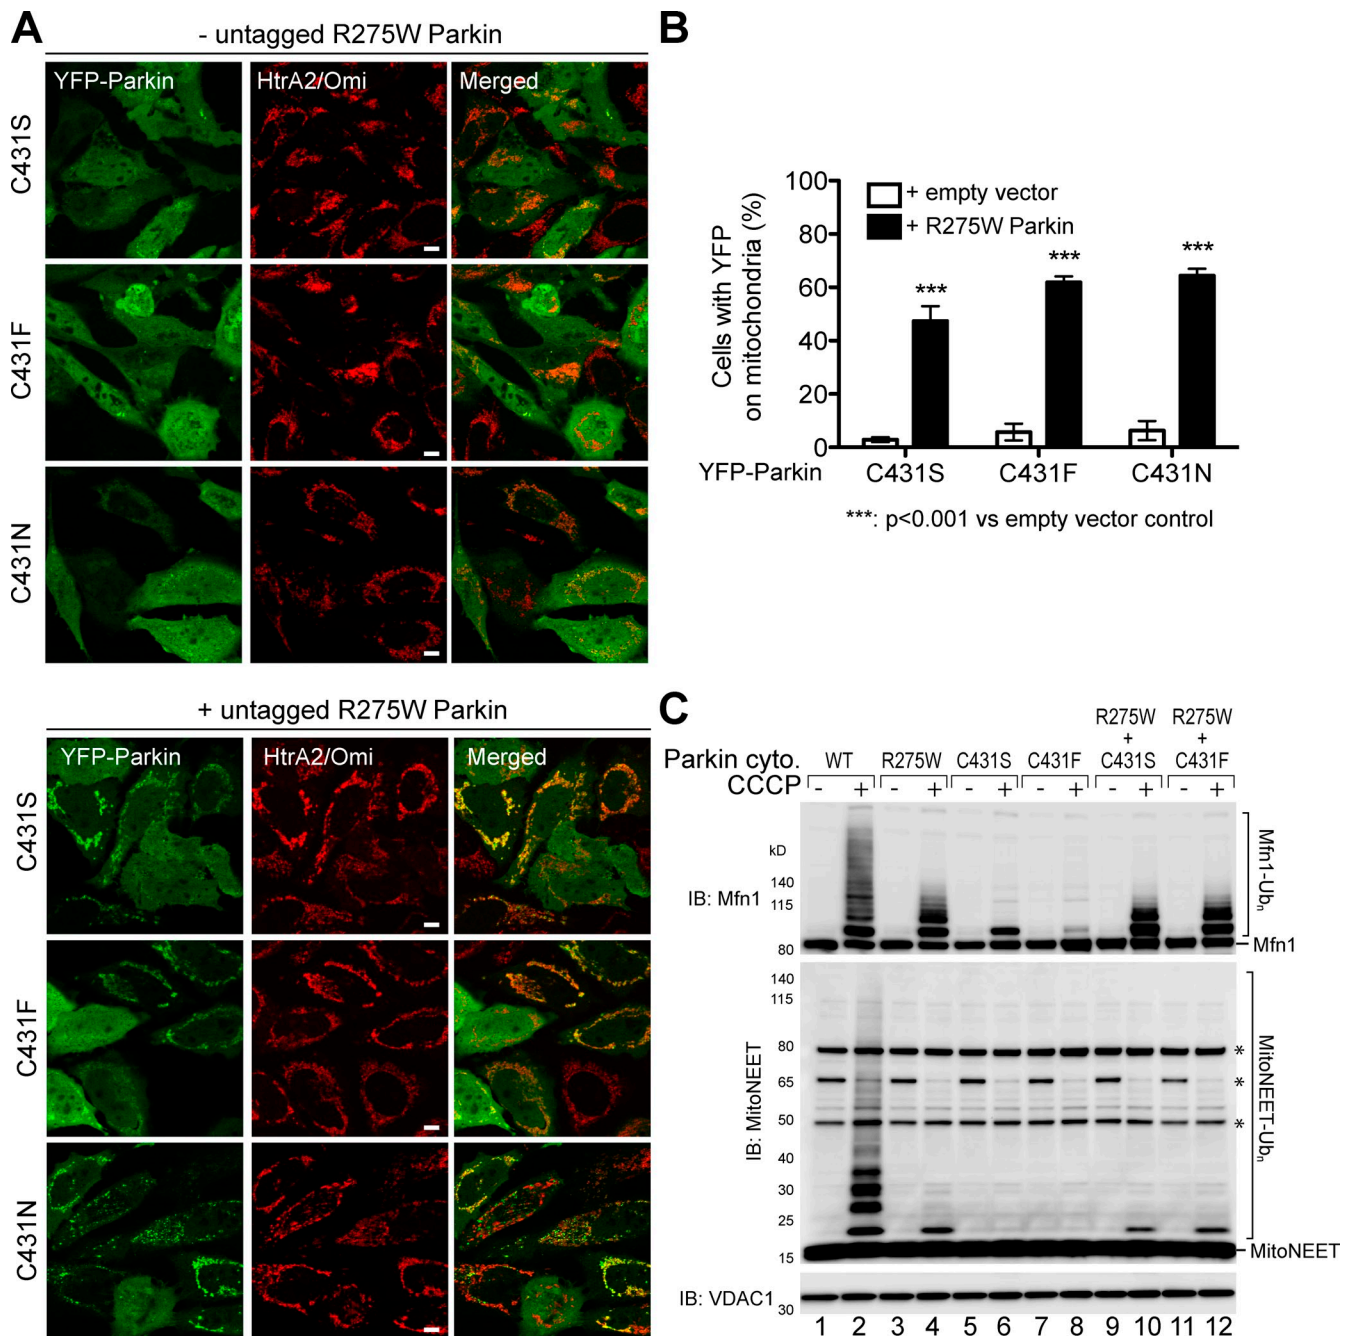 A
- untagged R275W Parkin
YFP-Parkin HtrA2/Omi Merged
C431S
C431F
C431N
+ untagged R275W Parkin
YFP-Parkin HtrA2/Omi Merged
C431S
C431F
C431N
B
Cells with YFP
on mitochondria (%)
100
80
60
40
20
0
+ empty vector
+ R275W Parkin
*** *** ***
YFP-Parkin C431S C431F C431N
***: p<0.001 vs empty vector control
C
R275W R275W
+ +
Parkin cyto. WT R275W C431S C431F C431S C431F
CCCP - + - + - + - + - + - +
kD
140
115
80
IB: Mfn1
Mfn1-Ubn
Mfn1
140
115
80
65
50
40
30
25
15
IB: MitoNEET
*
*
*
MitoNEET-Ubn
MitoNEET
IB: VDAC1
30
1 2 3 4 5 6 7 8 9 10 11 12